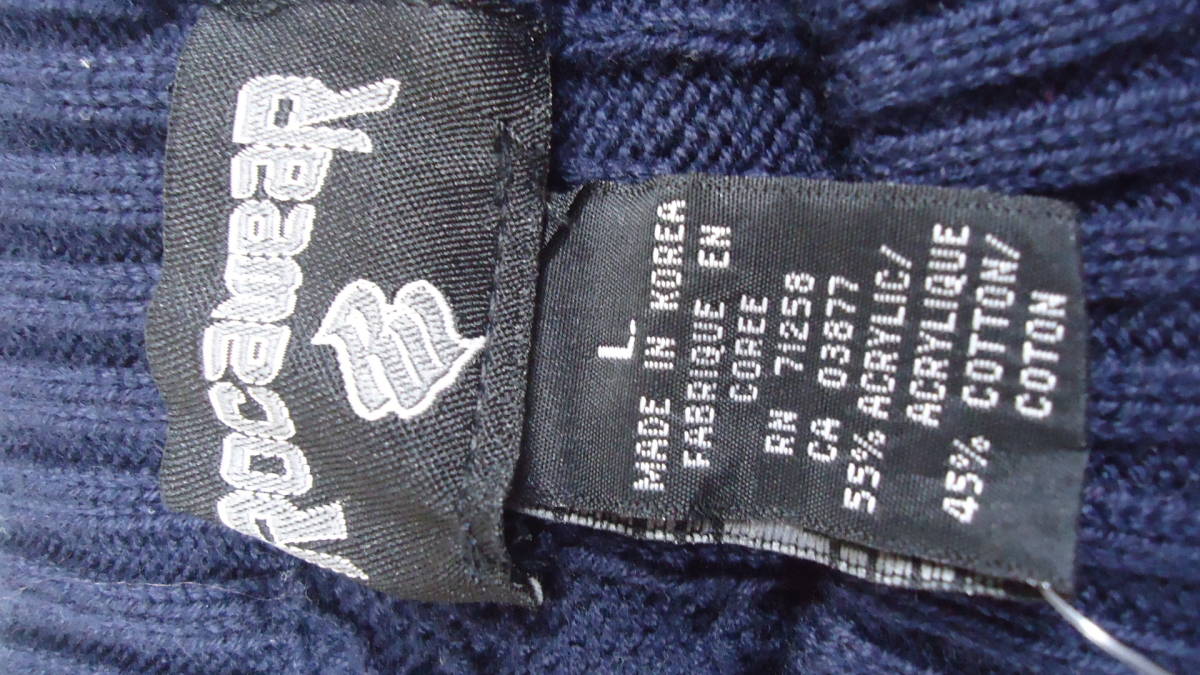 RocaweaR
L
MADE IN KOREA
FABRIQUE EN
COREE
RN 71258
CA 03877
55% ACRYLIC/
ACRYLIQUE
45% COTTON/
COTON